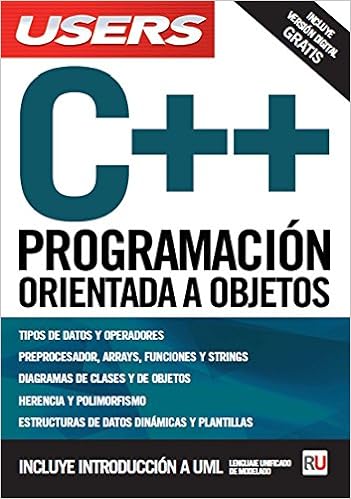 USERS
INCLUYE
VERSIÓN DIGITAL
GRATIS
C++
PROGRAMACIÓN
ORIENTADA A OBJETOS
TIPOS DE DATOS Y OPERADORES
PREPROCESADOR, ARRAYS, FUNCIONES Y STRINGS
DIAGRAMAS DE CLASES Y DE OBJETOS
HERENCIA Y POLIMORFISMO
ESTRUCTURAS DE DATOS DINÁMICAS Y PLANTILLAS
INCLUYE INTRODUCCIÓN A UML LENGUAJE UNIFICADO
DE MODELADO
RU